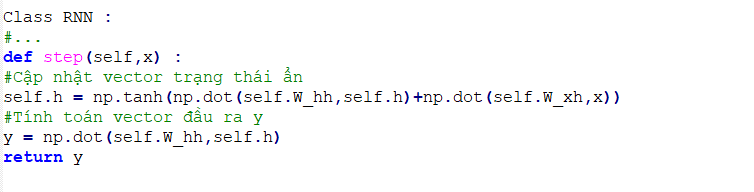 Class RNN :
#...
def step(self,x) :
#Cập nhật vector trạng thái ẩn
self.h = np.tanh(np.dot(self.W_hh,self.h)+np.dot(self.W_xh,x))
#Tính toán vector đầu ra y
y = np.dot(self.W_hh,self.h)
return y